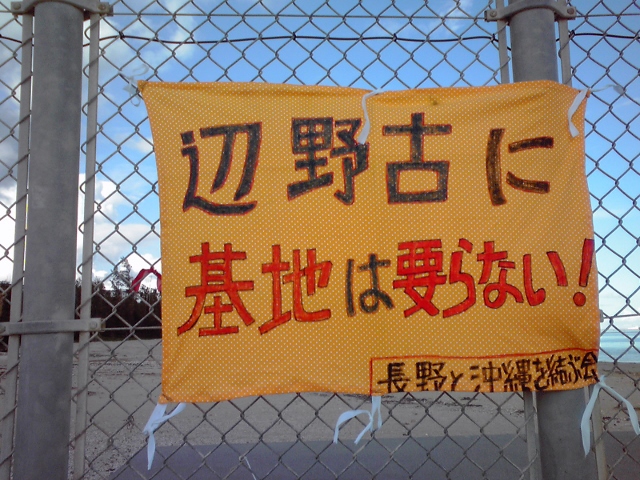 辺野古に
基地は要らない!
長野と沖縄を結ぶ会